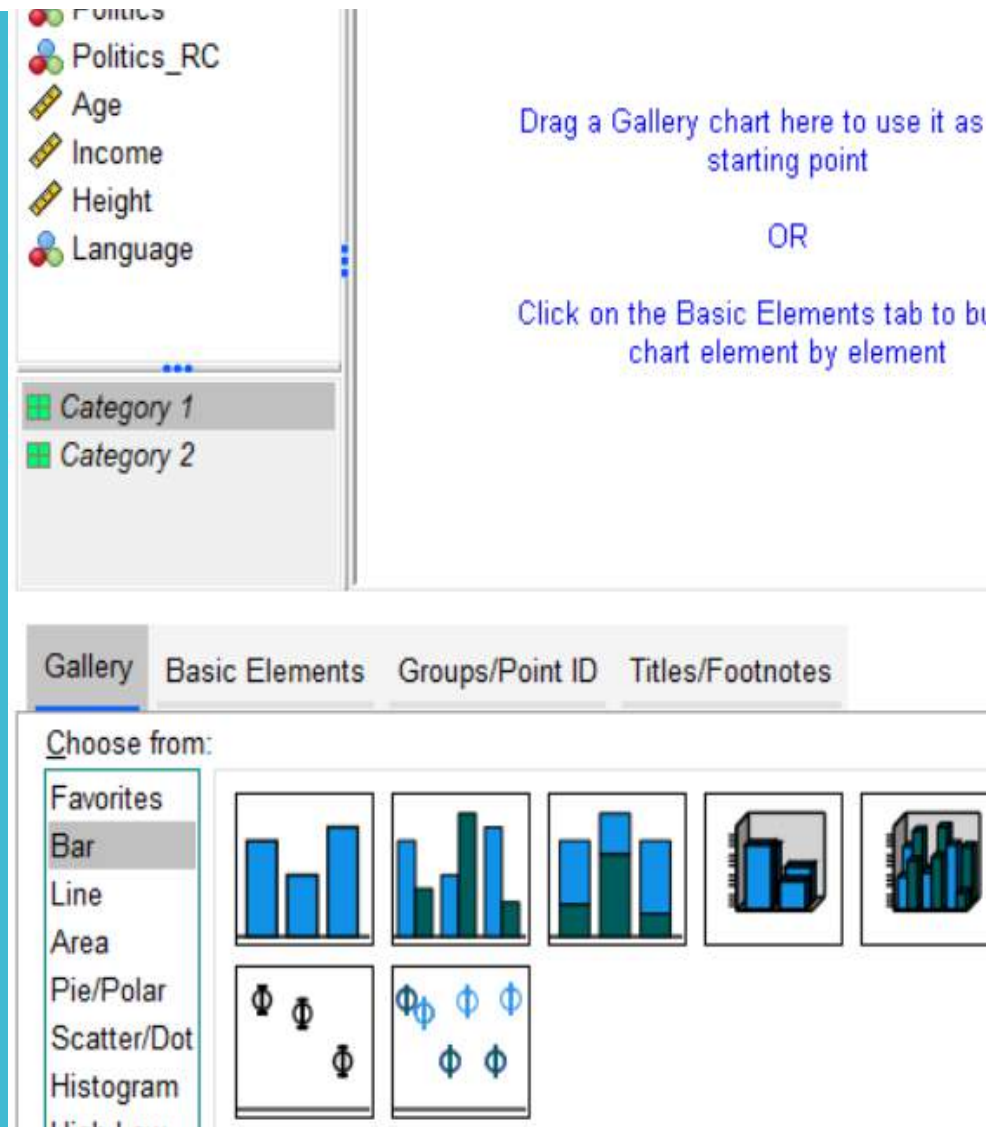 Politics
Politics_RC
Age
Income
Height
Language
Category 1
Category 2
Drag a Gallery chart here to use it as
starting point
OR
Click on the Basic Elements tab to bu
chart element by element
Gallery Basic Elements Groups/Point ID Titles/Footnotes
Choose from:
Favorites
Bar
Line
Area
Pie/Polar
Scatter/Dot
Histogram